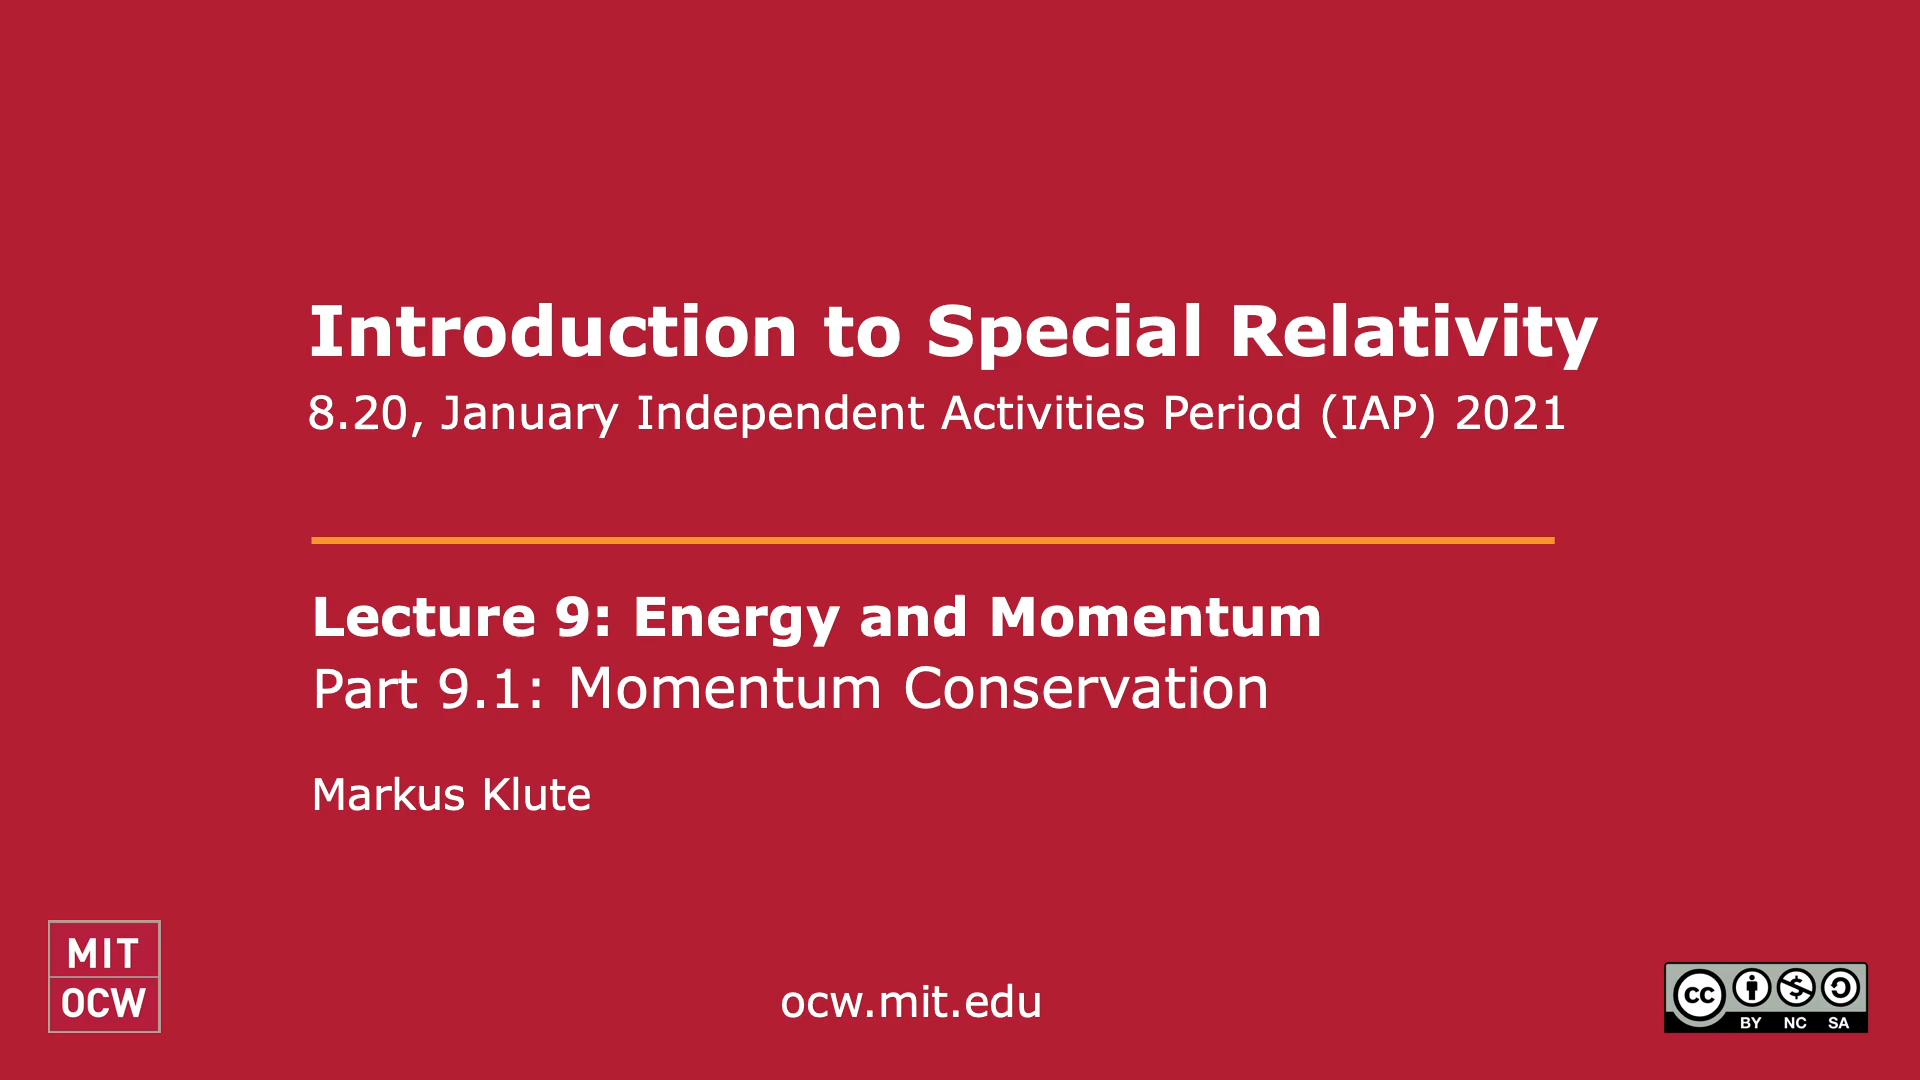 Introduction to Special Relativity
8.20, January Independent Activities Period (IAP) 2021
Lecture 9: Energy and Momentum
Part 9.1: Momentum Conservation
Markus Klute
MIT
OCW
ocw.mit.edu
cc
BY NC SA